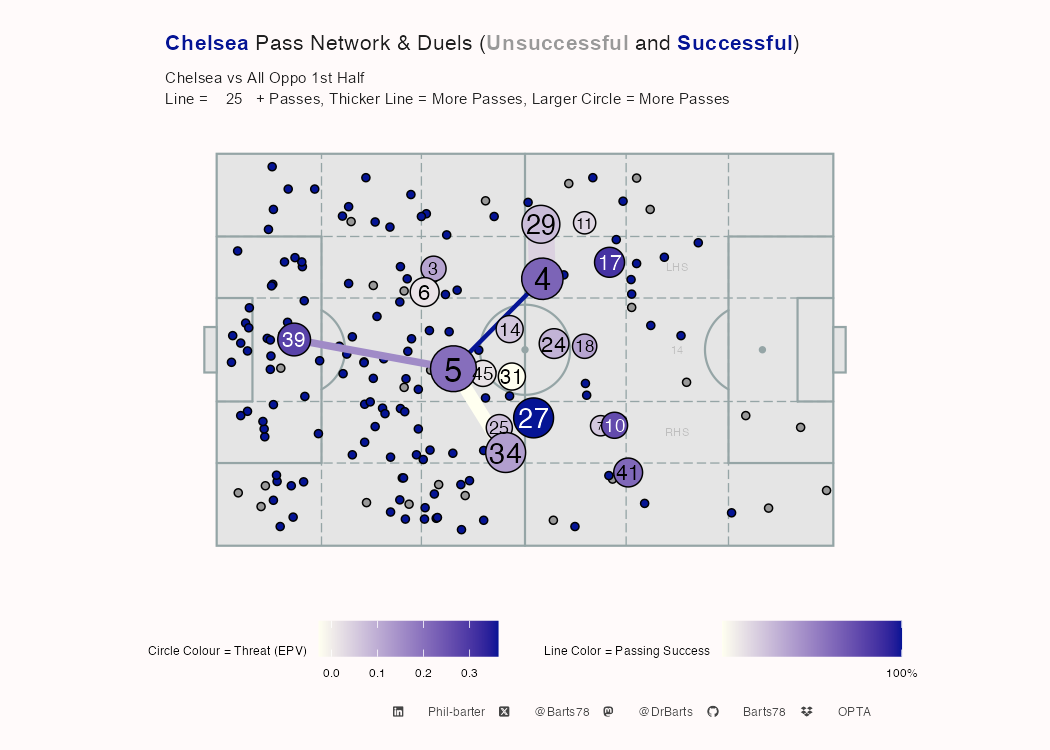 Chelsea Pass Network & Duels (Unsuccessful and Successful)
Chelsea vs All Oppo 1st Half
Line = 25 + Passes, Thicker Line = More Passes, Larger Circle = More Passes
29
11
17
LHS
3
4
6
14
39
24
18
14
5
45
31
27
25
7
10
RHS
34
41
Circle Colour = Threat (EPV)
0.0 0.1 0.2 0.3
Line Color = Passing Success
100%
Phil-barter @Barts78 @DrBarts Barts78 OPTA